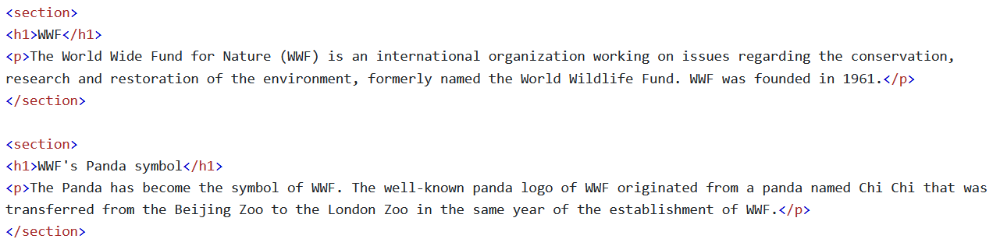 <section>
<h1>WWF</h1>
<p>The World Wide Fund for Nature (WWF) is an international organization working on issues regarding the conservation,
research and restoration of the environment, formerly named the World Wildlife Fund. WWF was founded in 1961.</p>
</section>
<section>
<h1>WWF's Panda symbol</h1>
<p>The Panda has become the symbol of WWF. The well-known panda logo of WWF originated from a panda named Chi Chi that was
transferred from the Beijing Zoo to the London Zoo in the same year of the establishment of WWF.</p>
</section>